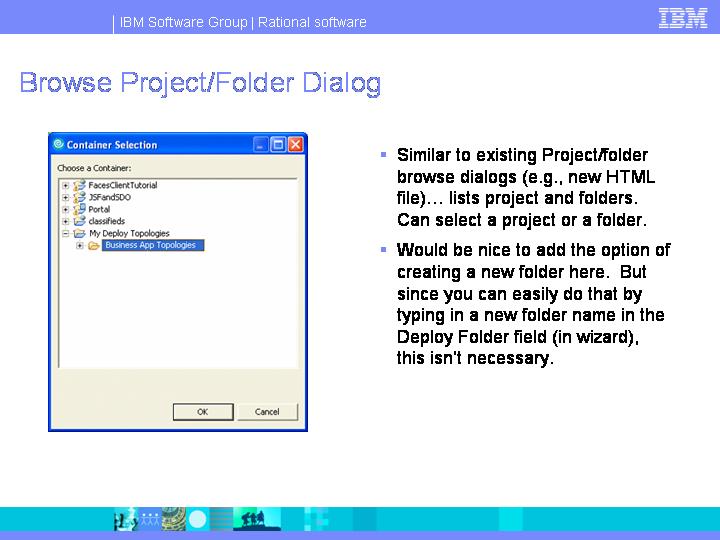 IBM Software Group | Rational software
IBM
Browse Project/Folder Dialog
Container Selection
Choose a Container:
FacesClientTutorial
JSFandSDO
Portal
classifieds
My Deploy Topologies
Business App Topologies
OK
Cancel
Similar to existing Project/folder
browse dialogs (e.g., new HTML
file)… lists project and folders.
Can select a project or a folder.
Would be nice to add the option of
creating a new folder here.  But
since you can easily do that by
typing in a new folder name in the
Deploy Folder field (in wizard),
this isn't necessary.